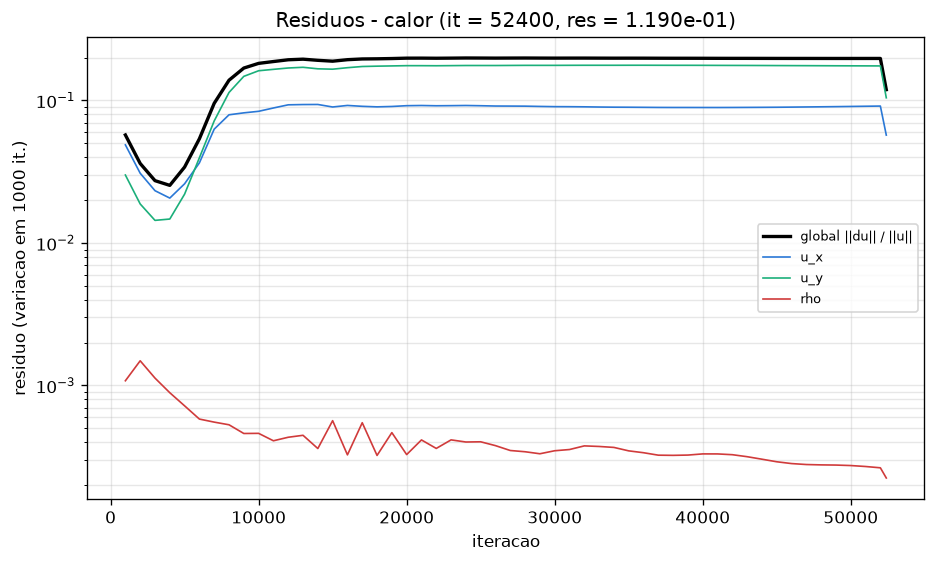 Residuos - calor (it = 52400, res = 1.190e-01)
residuo (variacao em 1000 it.)
10⁻¹
10⁻²
10⁻³
global ||du|| / ||u||
u_x
u_y
rho
0 10000 20000 30000 40000 50000
iteracao